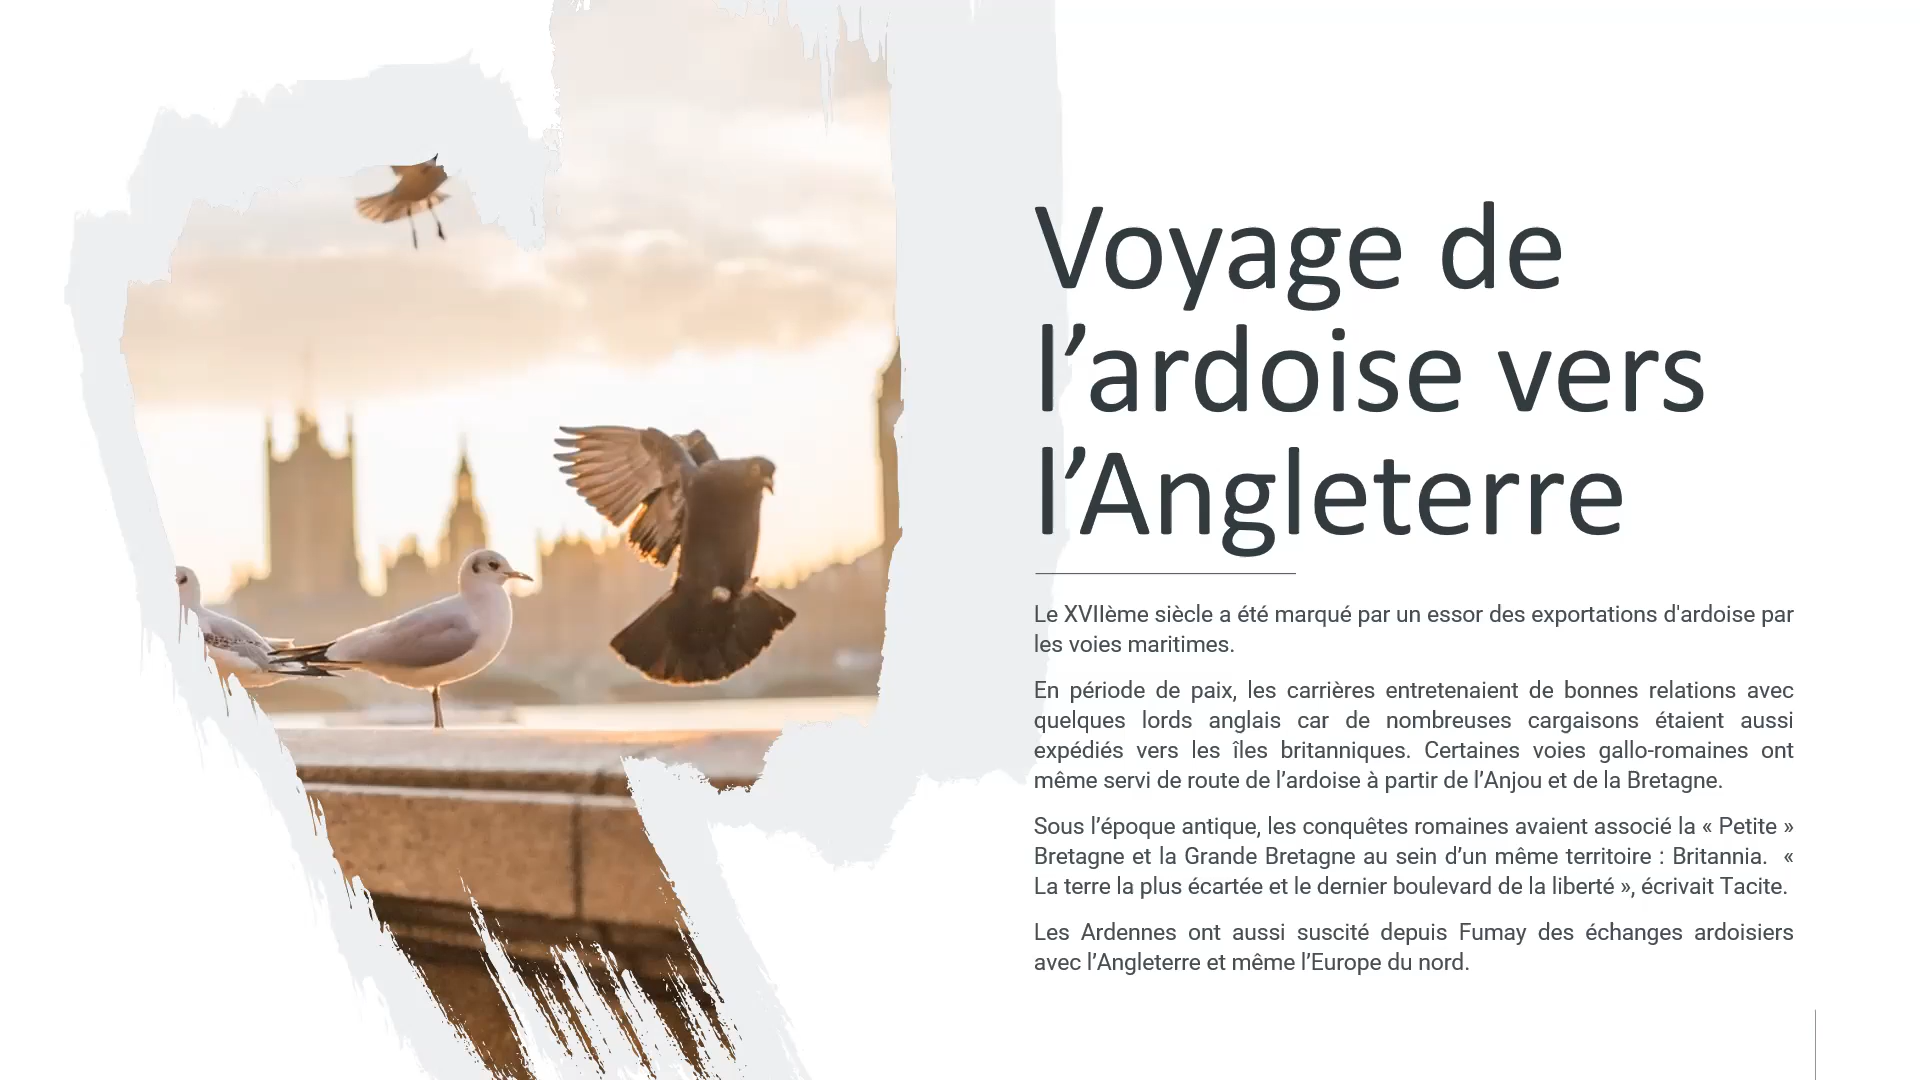 Voyage de
l’ardoise vers
l’Angleterre
Le XVIIème siècle a été marqué par un essor des exportations d'ardoise par
les voies maritimes.
En période de paix, les carrières entretenaient de bonnes relations avec
quelques lords anglais car de nombreuses cargaisons étaient aussi
expédiés vers les îles britanniques. Certaines voies gallo-romaines ont
même servi de route de l’ardoise à partir de l’Anjou et de la Bretagne.
Sous l’époque antique, les conquêtes romaines avaient associé la « Petite »
Bretagne et la Grande Bretagne au sein d’un même territoire : Britannia.  «
La terre la plus écartée et le dernier boulevard de la liberté », écrivait Tacite.
Les Ardennes ont aussi suscité depuis Fumay des échanges ardoisiers
avec l’Angleterre et même l’Europe du nord.